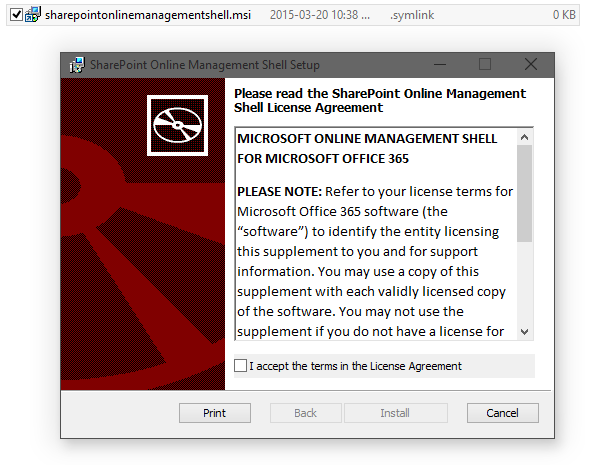 sharepointonlinemanagementshell.msi 2015-03-20 10:38 ... .symlink 0 KB
SharePoint Online Management Shell Setup
Please read the SharePoint Online Management
Shell License Agreement
MICROSOFT ONLINE MANAGEMENT SHELL
FOR MICROSOFT OFFICE 365
PLEASE NOTE: Refer to your license terms for
Microsoft Office 365 software (the
“software”) to identify the entity licensing
this supplement to you and for support
information. You may use a copy of this
supplement with each validly licensed copy
of the software. You may not use the
supplement if you do not have a license for
I accept the terms in the License Agreement
Print Back Install Cancel